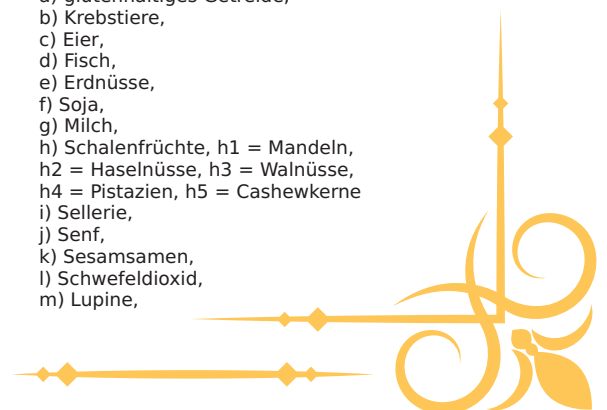 a) glutenhaltiges Getreide,
b) Krebstiere,
c) Eier,
d) Fisch,
e) Erdnüsse,
f) Soja,
g) Milch,
h) Schalenfrüchte, h1 = Mandeln,
h2 = Haselnüsse, h3 = Walnüsse,
h4 = Pistazien, h5 = Cashewkerne
i) Sellerie,
j) Senf,
k) Sesamsamen,
l) Schwefeldioxid,
m) Lupine,